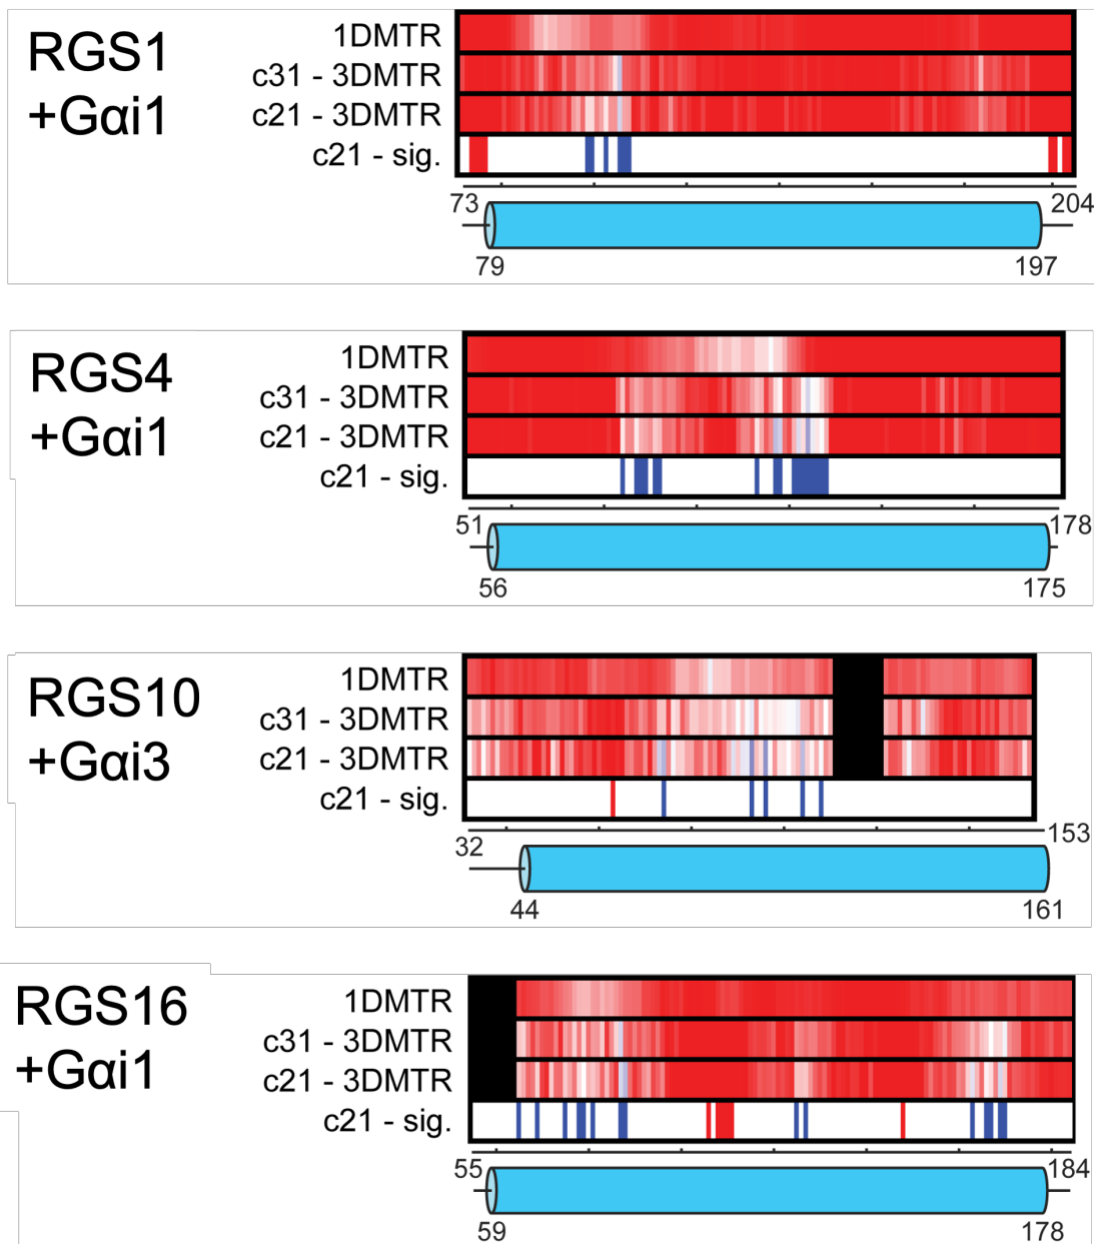 RGS1
+Gαi1
1DMTR
c31 - 3DMTR
c21 - 3DMTR
c21 - sig.
73
204
79
197
RGS4
+Gαi1
1DMTR
c31 - 3DMTR
c21 - 3DMTR
c21 - sig.
51
178
56
175
RGS10
+Gαi3
1DMTR
c31 - 3DMTR
c21 - 3DMTR
c21 - sig.
32
153
44
161
RGS16
+Gαi1
1DMTR
c31 - 3DMTR
c21 - 3DMTR
c21 - sig.
55
184
59
178